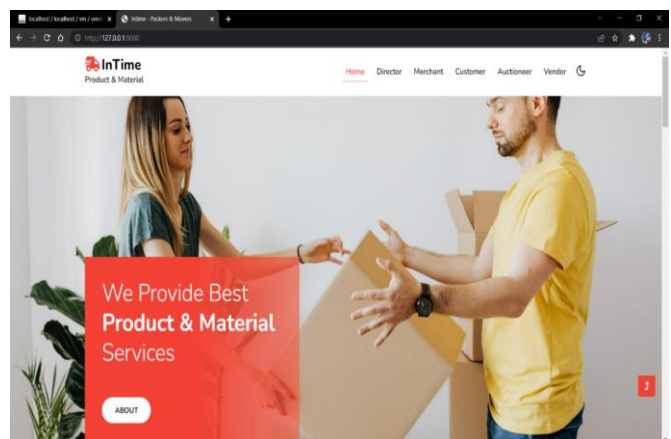 localhost / localhost / vm / vend
Intime - Packers & Movers
http://127.0.0.1:8000
InTime
Product & Material
Home Director Merchant Customer Auctioneer Vendor
We Provide Best
Product & Material
Services
ABOUT